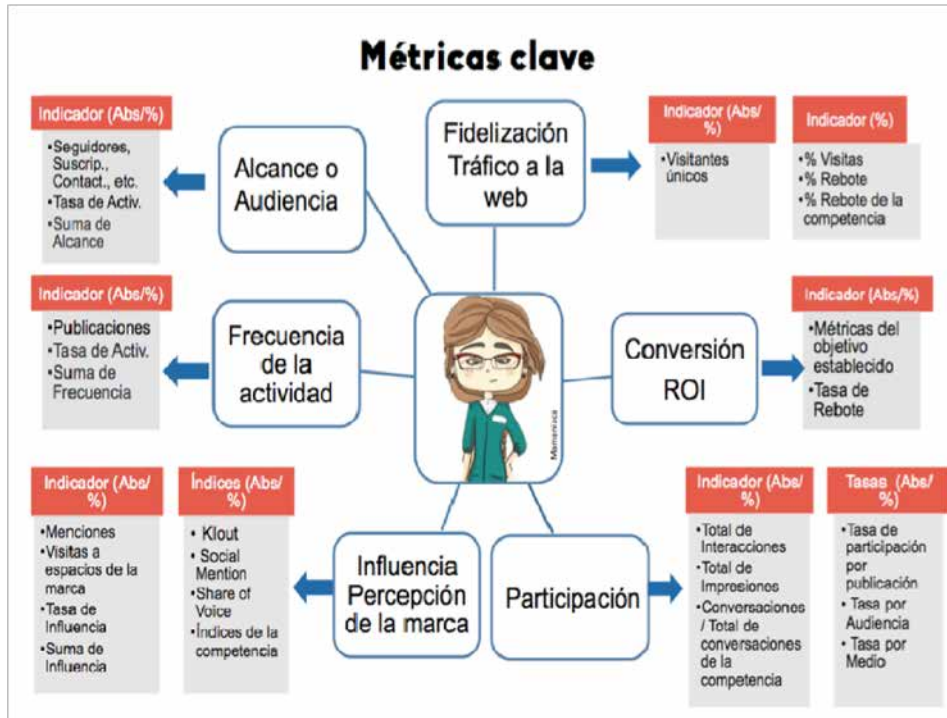 Métricas clave
Indicador (Abs/%)
•Seguidores,
Suscrip.,
Contact., etc.
•Tasa de Activ.
•Suma de
Alcance
Alcance o
Audiencia
Fidelización
Tráfico a la
web
Indicador (Abs/
%)
•Visitantes
únicos
Indicador (%)
•% Visitas
•% Rebote
•% Rebote de la
competencia
Indicador (Abs/%)
•Publicaciones
•Tasa de Activ.
•Suma de
Frecuencia
Frecuencia
de la
actividad
Mamenisca
Conversión
ROI
Indicador (Abs/%)
•Métricas del
objetivo
establecido
•Tasa de
Rebote
Indicador (Abs/
%)
•Menciones
•Visitas a
espacios de la
marca
•Tasa de
Influencia
•Suma de
Influencia
Índices (Abs/
%)
•Klout
•Social
Mention
•Share of
Voice
•Índices de la
competencia
Influencia
Percepción
de la marca
Participación
Indicador (Abs/
%)
•Total de
Interacciones
•Total de
Impresiones
•Conversaciones
/ Total de
conversaciones
de la
competencia
Tasas (Abs/
%)
•Tasa de
participación
por
publicación
•Tasa por
Audiencia
•Tasa por
Medio